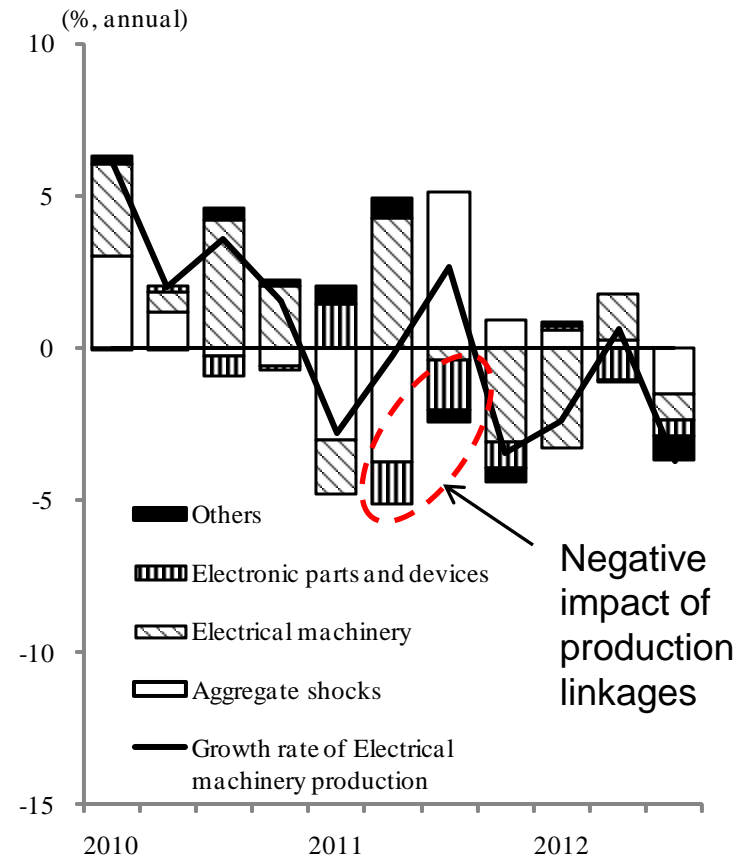 (%, annual)
10
5
0
-5
-10
-15
Others
Electronic parts and devices
Electrical machinery
Aggregate shocks
Growth rate of Electrical
machinery production
Negative
impact of
production
linkages
2010
2011
2012